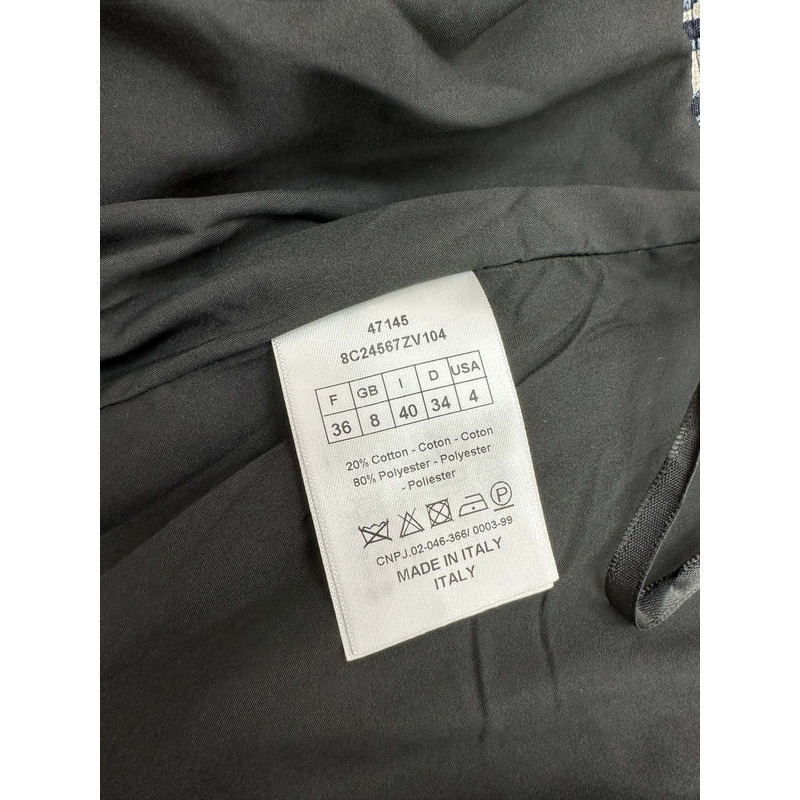 47145
8C24567ZV104
F GB I D USA
36 8 40 34 4
20% Cotton - Coton - Coton
80% Polyester - Polyester
- Poliester
P
CNPJ.02-046-366/ 0003-99
MADE IN ITALY
ITALY